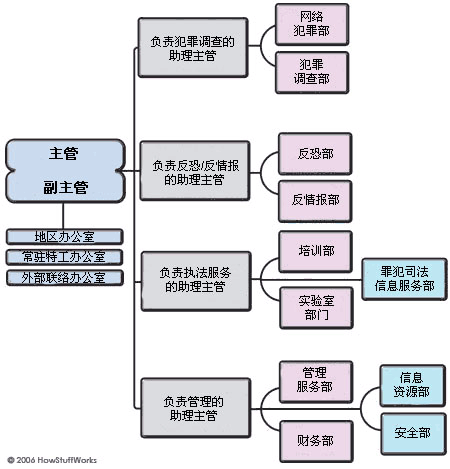 负责犯罪调查的
助理主管
网络
犯罪部
犯罪
调查部
主管
副主管
地区办公室
常驻特工办公室
外部联络办公室
负责反恐/反情报
的助理主管
反恐部
反情报部
负责执法服务
的助理主管
培训部
实验室
部门
罪犯司法
信息服务部
负责管理的
助理主管
管理
服务部
财务部
信息
资源部
安全部
© 2006 HowStuffWorks